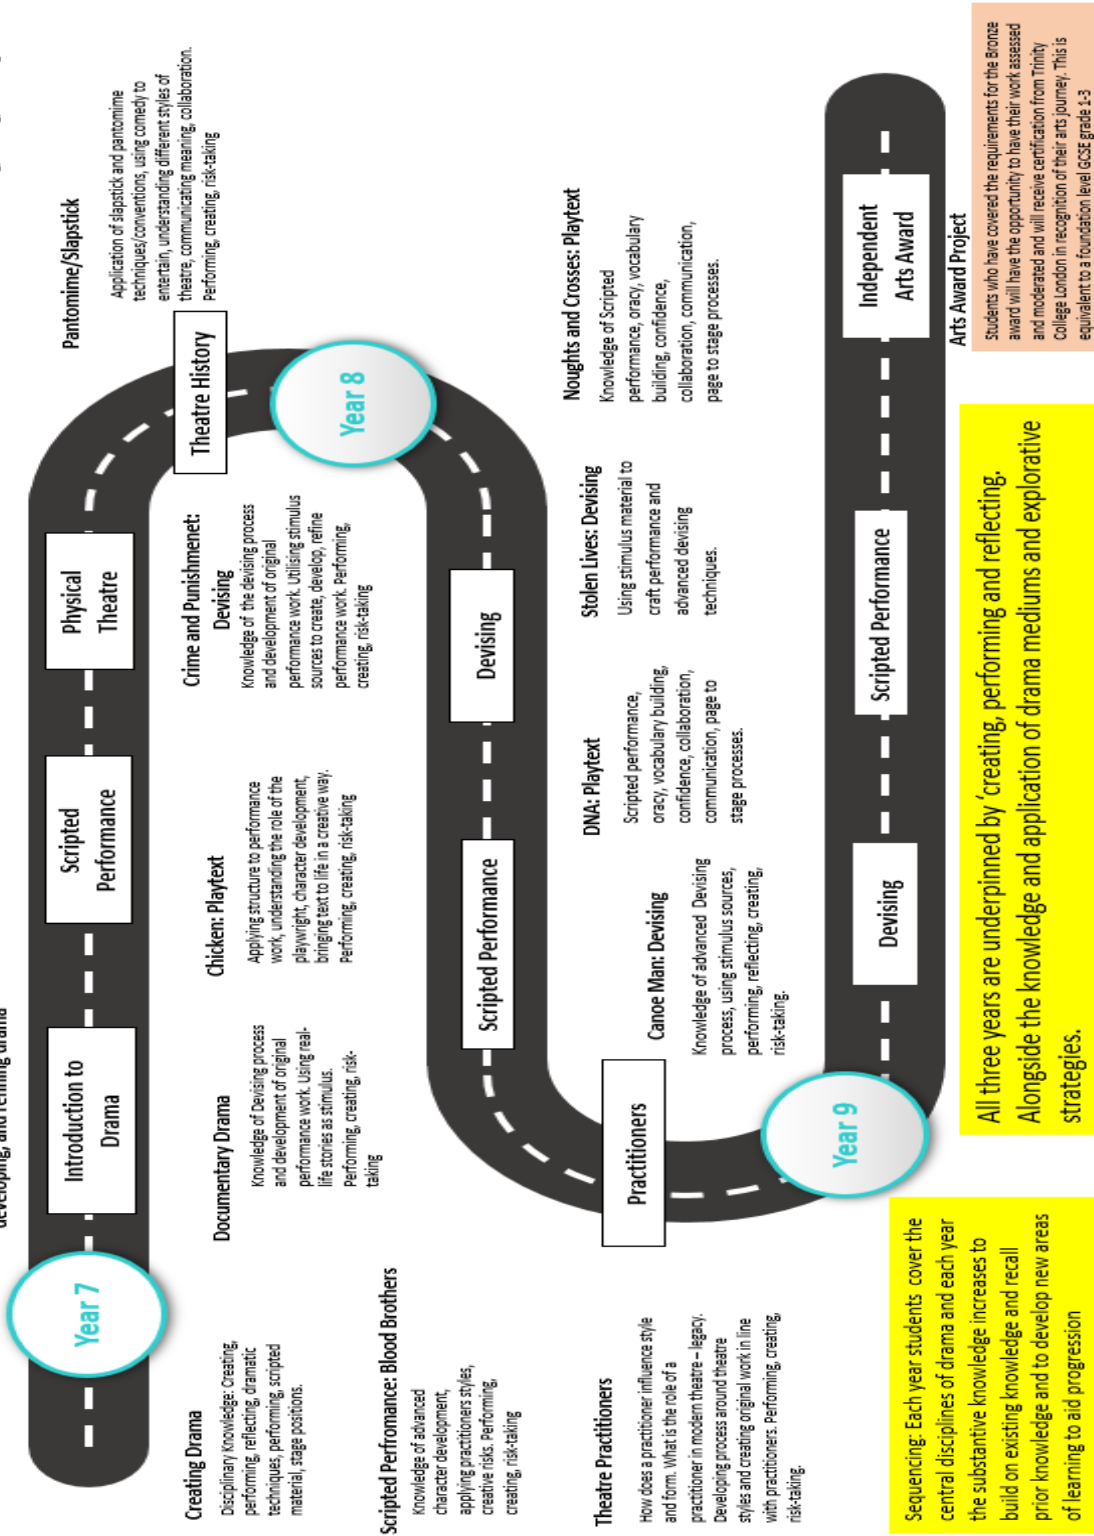 developing, and refining drama
Pantomime/Slapstick
Application of slapstick and pantomime
techniques/conventions, using comedy to
entertain, understanding different styles of
theatre, communicating meaning, collaboration.
Performing, creating, risk-taking
Year 7
Introduction to
Drama
Scripted
Performance
Physical
Theatre
Theatre History
Creating Drama
Disciplinary Knowledge: Creating,
performing, reflecting, dramatic
techniques, performing, scripted
material, stage positions.
Documentary Drama
Knowledge of Devising process
and development of original
performance work. Using real-
life stories as stimulus.
Performing, creating, risk-
taking
Chicken: Playtext
Applying structure to performance
work, understanding the role of the
playwright, character development,
bringing text to life in a creative way.
Performing, creating, risk-taking
Crime and Punishmenet:
Devising
Knowledge of the devising process
and development of original
performance work. Utilising stimulus
sources to create, develop, refine
performance work. Performing,
creating, risk-taking
Year 8
Scripted Perfromance: Blood Brothers
Knowledge of advanced
character development,
applying practitioners styles,
creative risks. Performing,
creating, risk-taking
Scripted Performance
Devising
Theatre Practitioners
How does a practitioner influence style
and form. What is the role of a
practitioner in modern theatre – legacy.
Developing process around theatre
styles and creating original work in line
with practitioners. Performing, creating,
risk-taking.
Practitioners
Canoe Man: Devising
Knowledge of advanced Devising
process, using stimulus sources,
performing, reflecting, creating,
risk-taking.
DNA: Playtext
Scripted performance,
oracy, vocabulary building,
confidence, collaboration,
communication, page to
stage processes.
Stolen Lives: Devising
Using stimulus material to
craft performance and
advanced devising
techniques.
Noughts and Crosses: Playtext
Knowledge of Scripted
performance, oracy, vocabulary
building, confidence,
collaboration, communication,
page to stage processes.
Year 9
Devising
Scripted Performance
Independent
Arts Award
Sequencing: Each year students cover the
central disciplines of drama and each year
the substantive knowledge increases to
build on existing knowledge and recall
prior knowledge and to develop new areas
of learning to aid progression
All three years are underpinned by ‘creating, performing and reflecting.
Alongside the knowledge and application of drama mediums and explorative
strategies.
Arts Award Project
Students who have covered the requirements for the Bronze
award will have the opportunity to have their work assessed
and moderated and will receive certification from Trinity
College London in recognition of their arts journey. This is
equivalent to a foundation level GCSE grade 1-3